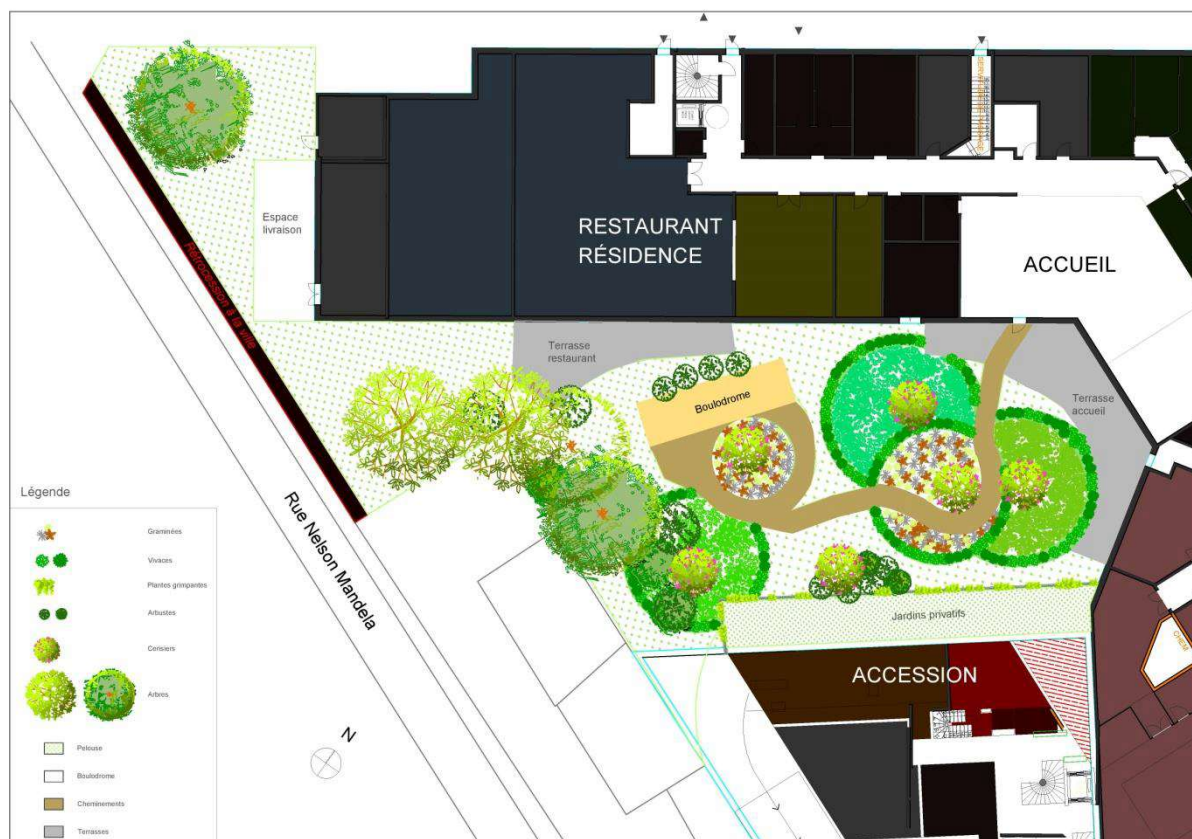 RESTAURANT
RÉSIDENCE
ACCUEIL
Espace
livraison
Retrocession à la ville
Terrasse
restaurant
Boulodrome
Terrasse
accueil
Rue Nelson Mandela
Jardins privatifs
ACCESSION
N
Légende
Graminées
Vivaces
Plantes grimpantes
Arbustes
Cerisiers
Arbres
Pelouse
Boulodrome
Cheminements
Terrasses